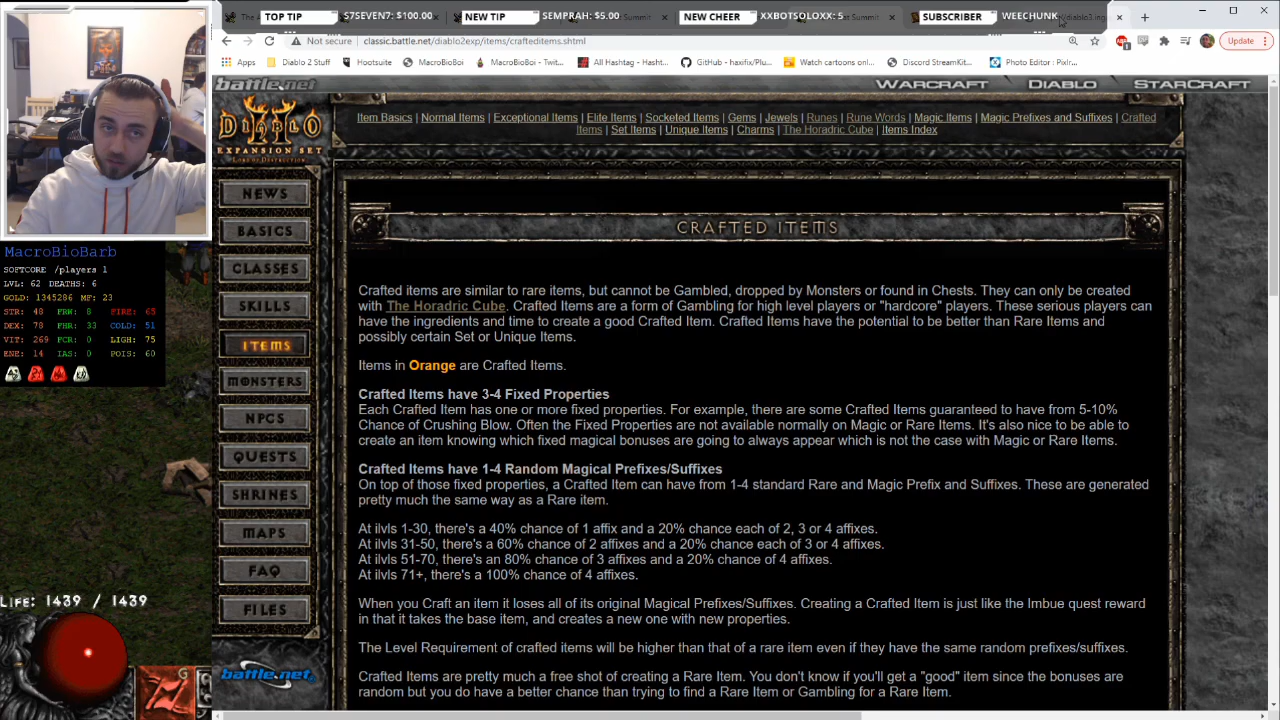 TOP TIP S7SEVEN7: $100.00 NEW TIP SEMPRAH: $5.00 NEW CHEER XXBOTSOLOXX: 5 SUBSCRIBER WEECHUNK
Not secure classic.battle.net/diablo2exp/items/crafteditems.shtml Update
Apps Diablo 2 Stuff Hootsuite MacroBioBoi MacroBioBoi - Twit... All Hashtag - Hasht... GitHub - haxifix/Plu... Watch cartoons onl... Discord StreamKit... Photo Editor : Pixlr...
battle.net WARCRAFT DIABLO STARCRAFT
DIABLO II
EXPANSION SET
LORD OF DESTRUCTION
Item Basics | Normal Items | Exceptional Items | Elite Items | Socketed Items | Gems | Jewels | Runes | Rune Words | Magic Items | Magic Prefixes and Suffixes | Crafted
Items | Set Items | Unique Items | Charms | The Horadric Cube | Items Index
NEWS
BASICS
CLASSES
SKILLS
ITEMS
MONSTERS
NPCS
QUESTS
SHRINES
MAPS
FAQ
FILES
battle.net
CRAFTED ITEMS
Crafted items are similar to rare items, but cannot be Gambled, dropped by Monsters or found in Chests. They can only be created
with The Horadric Cube. Crafted Items are a form of Gambling for high level players or "hardcore" players. These serious players can
have the ingredients and time to create a good Crafted Item. Crafted Items have the potential to be better than Rare Items and
possibly certain Set or Unique Items.
Items in Orange are Crafted Items.
Crafted Items have 3-4 Fixed Properties
Each Crafted Item has one or more fixed properties. For example, there are some Crafted Items guaranteed to have from 5-10%
Chance of Crushing Blow. Often the Fixed Properties are not available normally on Magic or Rare Items. It's also nice to be able to
create an item knowing which fixed magical bonuses are going to always appear which is not the case with Magic or Rare Items.
Crafted Items have 1-4 Random Magical Prefixes/Suffixes
On top of those fixed properties, a Crafted Item can have from 1-4 standard Rare and Magic Prefix and Suffixes. These are generated
pretty much the same way as a Rare item.
At ilvls 1-30, there's a 40% chance of 1 affix and a 20% chance each of 2, 3 or 4 affixes.
At ilvls 31-50, there's a 60% chance of 2 affixes and a 20% chance each of 3 or 4 affixes.
At ilvls 51-70, there's an 80% chance of 3 affixes and a 20% chance of 4 affixes.
At ilvls 71+, there's a 100% chance of 4 affixes.
When you Craft an item it loses all of its original Magical Prefixes/Suffixes. Creating a Crafted Item is just like the Imbue quest reward
in that it takes the base item, and creates a new one with new properties.
The Level Requirement of crafted items will be higher than that of a rare item even if they have the same random prefixes/suffixes.
Crafted Items are pretty much a free shot of creating a Rare Item. You don't know if you'll get a "good" item since the bonuses are
random but you do have a better chance than trying to find a Rare Item or Gambling for a Rare Item.
MacroBioBarb
SOFTCORE /players 1
LVL: 62 DEATHS: 6
GOLD: 1345286 MF: 23
STR: 48 FRW: 8 FIRE: 65
DEX: 78 FHR: 33 COLD: 51
VIT: 269 FCR: 0 LIGH: 75
ENE: 14 IAS: 0 POIS: 60
LIFE: 1439 / 1439